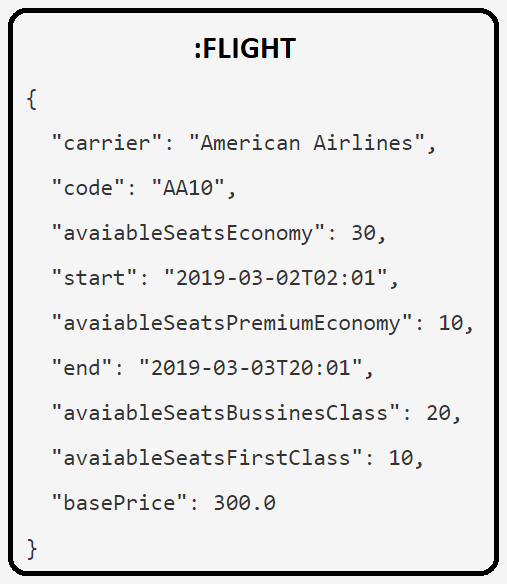 :FLIGHT
{
"carrier": "American Airlines",
"code": "AA10",
"avaiableSeatsEconomy": 30,
"start": "2019-03-02T02:01",
"avaiableSeatsPremiumEconomy": 10,
"end": "2019-03-03T20:01",
"avaiableSeatsBussinesClass": 20,
"avaiableSeatsFirstClass": 10,
"basePrice": 300.0
}